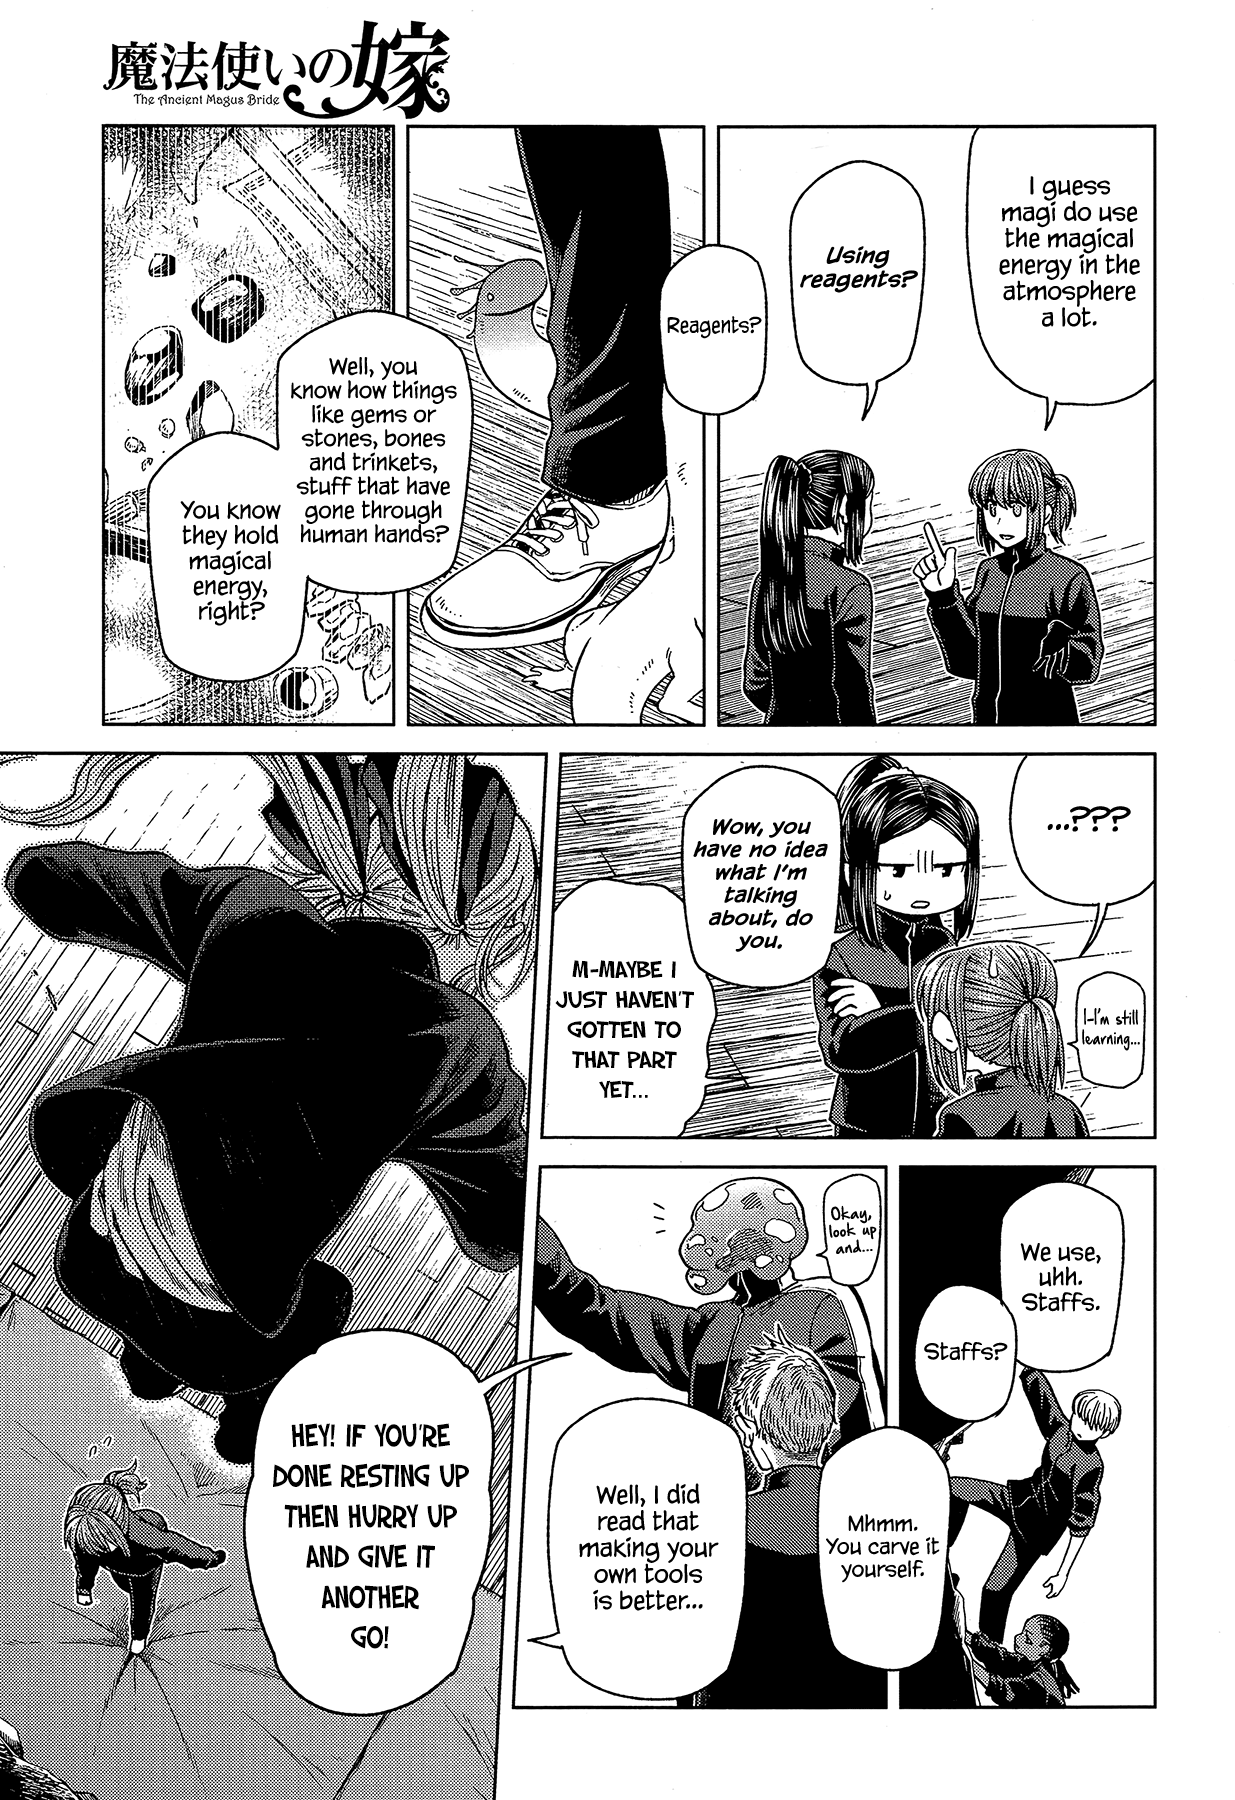 魔法使いの嫁
The Ancient Magus Bride
I guess
magi do use
the magical
energy in the
atmosphere
a lot.
Using
reagents?
Reagents?
Well, you
know how things
like gems or
stones, bones
and trinkets,
stuff that have
gone through
human hands?
You know
they hold
magical
energy,
right?
...???
I-I'm still
learning...
Wow, you
have no idea
what I'm
talking
about, do
you.
M-MAYBE I
JUST HAVEN'T
GOTTEN TO
THAT PART
YET...
We use,
uhh.
Staffs.
Staffs?
Mhmm.
You carve it
yourself.
Okay,
look up
and...
Well, I did
read that
making your
own tools
is better...
HEY! IF YOU'RE
DONE RESTING UP
THEN HURRY UP
AND GIVE IT
ANOTHER
GO!